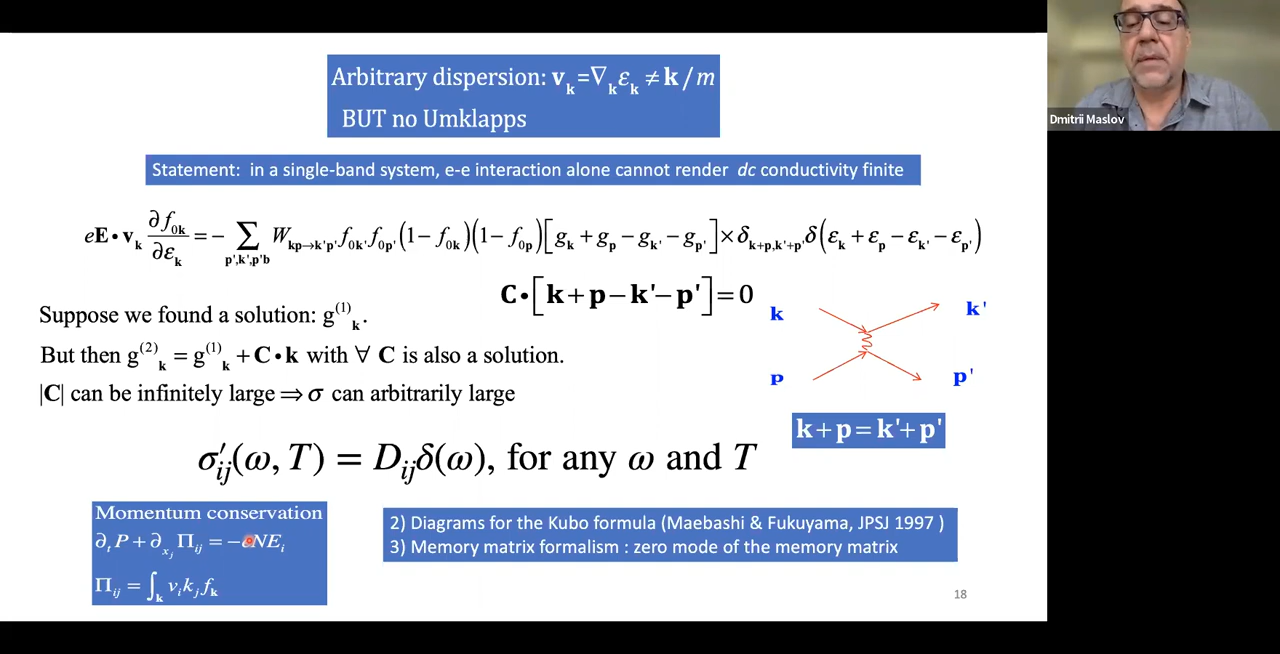 Arbitrary dispersion: v_k=∇_kε_k≠k/m
BUT no Umklapps
Dmitrii Maslov
Statement: in a single-band system, e-e interaction alone cannot render dc conductivity finite
eE•v_k ∂f_0k/∂ε_k = − ∑_{p',k',p'b} W_{kp→k'p'} f_0k' f_0p' (1−f_0k)(1−f_0p)[g_k+g_p−g_k'−g_p']×δ_{k+p,k'+p'} δ(ε_k+ε_p−ε_k'−ε_p')
C•[k+p−k'−p']=0
Suppose we found a solution: g^(1)_k.
But then g^(2)_k = g^(1)_k + C•k with ∀ C is also a solution.
|C| can be infinitely large ⇒ σ can arbitrarily large
k
k'
p
p'
k+p=k'+p'
σ'_ij(ω, T) = D_ijδ(ω), for any ω and T
Momentum conservation
∂_t P + ∂_{x_j} Π_ij = −eNE_i
Π_ij = ∫_k v_i k_j f_k
2) Diagrams for the Kubo formula (Maebashi & Fukuyama, JPSJ 1997 )
3) Memory matrix formalism : zero mode of the memory matrix
18